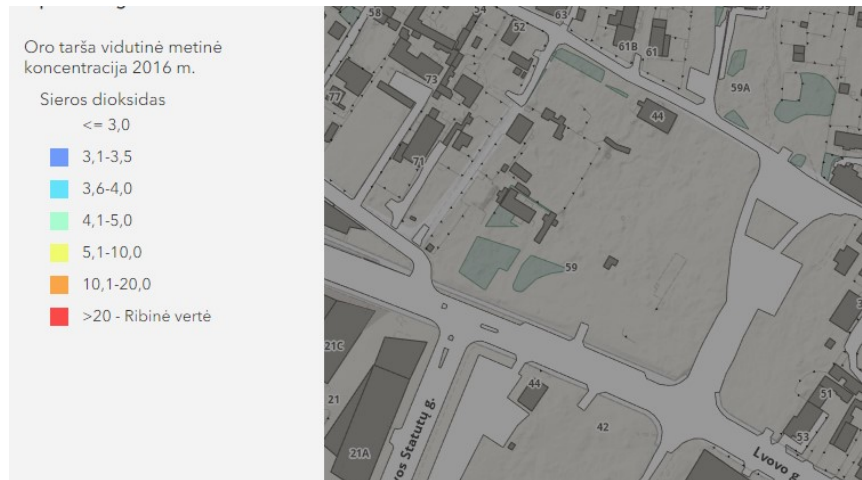 Oro tarša vidutinė metinė
koncentracija 2016 m.
Sieros dioksidas
<= 3,0
3,1-3,5
3,6-4,0
4,1-5,0
5,1-10,0
10,1-20,0
>20 - Ribinė vertė
58
54
63
52
61B
61
73
59A
77
44
71
59
21C
44
51
21
42
53
21A
vos Statutų g.
Lvovo g.